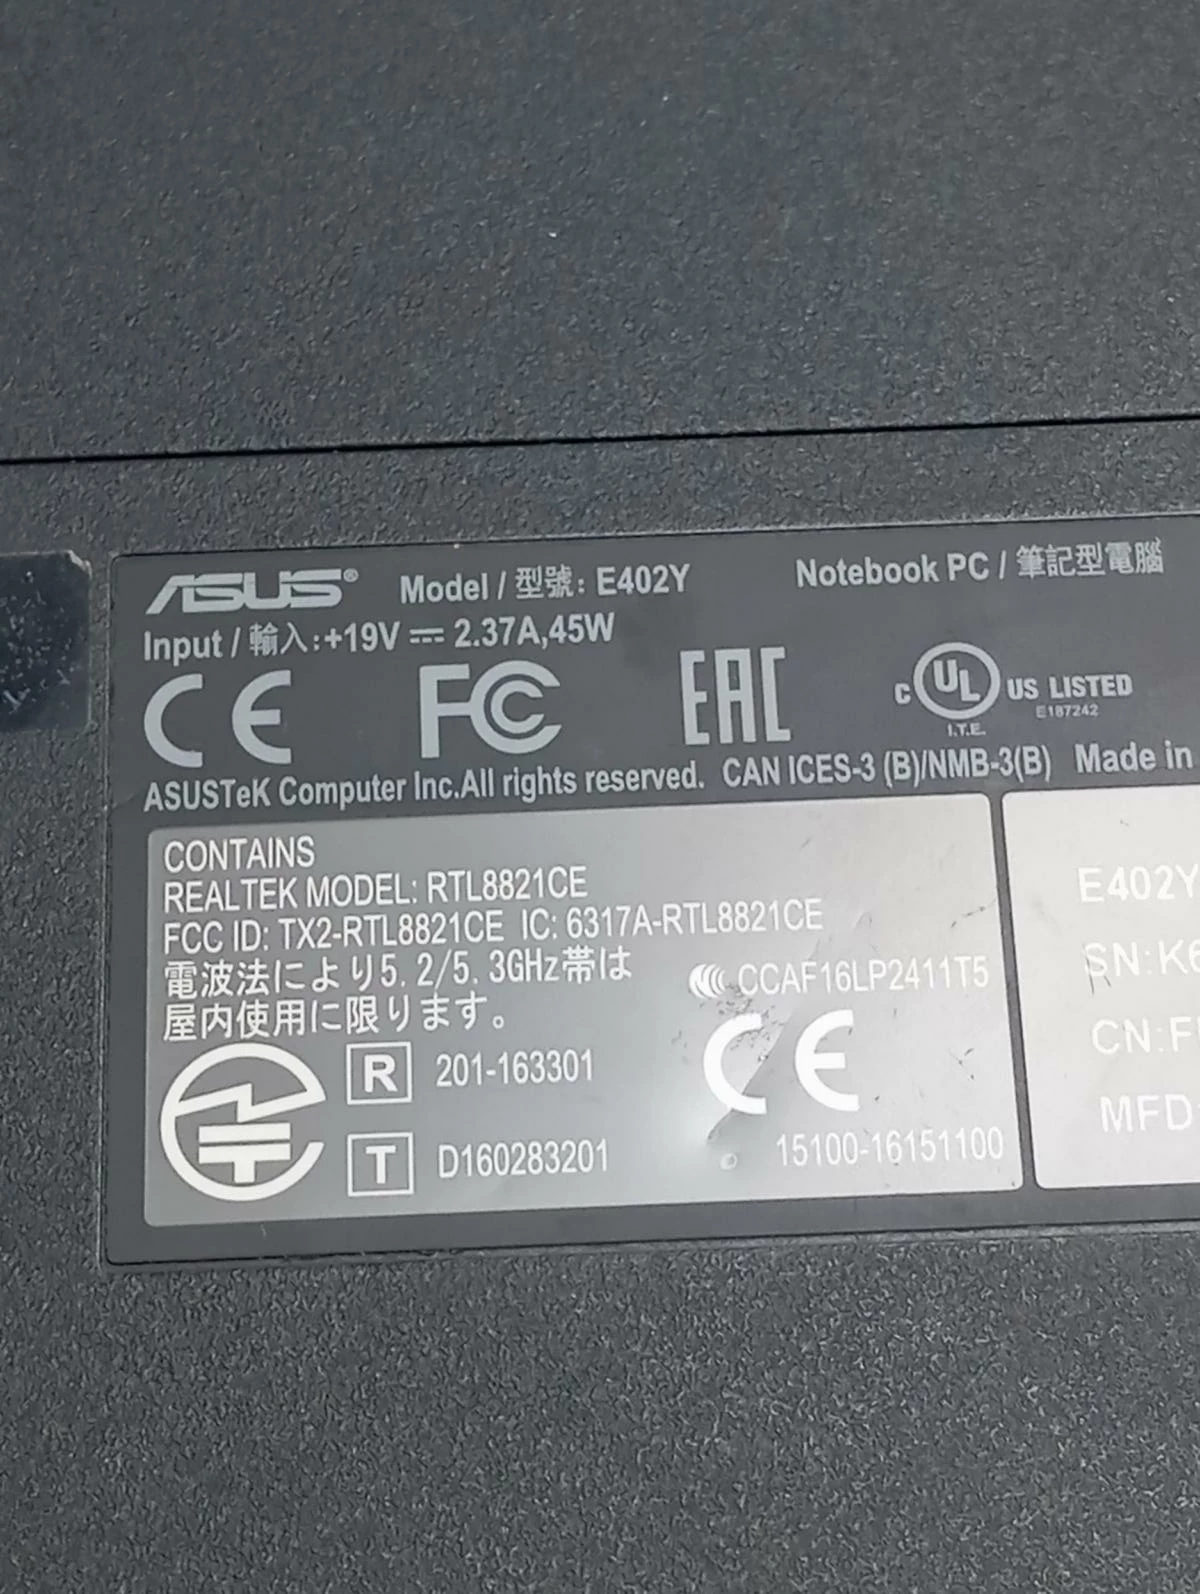 ASUS® Model / 型號: E402Y Notebook PC / 筆記型電腦
Input / 輸入:+19V ⎓ 2.37A,45W
CE FC EAC c UL US LISTED
E187242
I.T.E.
ASUSTeK Computer Inc.All rights reserved. CAN ICES-3 (B)/NMB-3(B) Made in
CONTAINS
REALTEK MODEL: RTL8821CE
FCC ID: TX2-RTL8821CE IC: 6317A-RTL8821CE
電波法により5.2/5.3GHz帯は
屋内使用に限ります。
CCAF16LP2411T5
CE
R 201-163301
T D160283201
15100-16151100
E402Y
SN:K6
CN:F
MFD